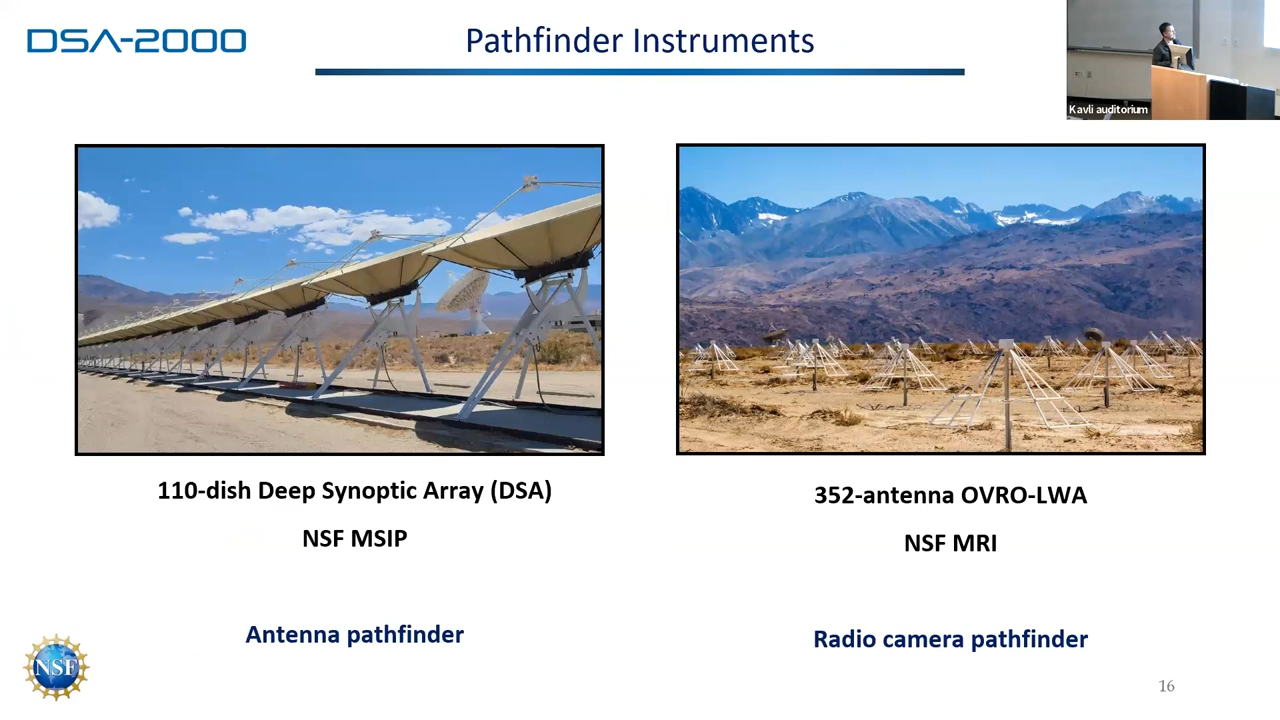 DSA-2000
Pathfinder Instruments
Kavli auditorium
110-dish Deep Synoptic Array (DSA)
NSF MSIP
Antenna pathfinder
352-antenna OVRO-LWA
NSF MRI
Radio camera pathfinder
NSF
16